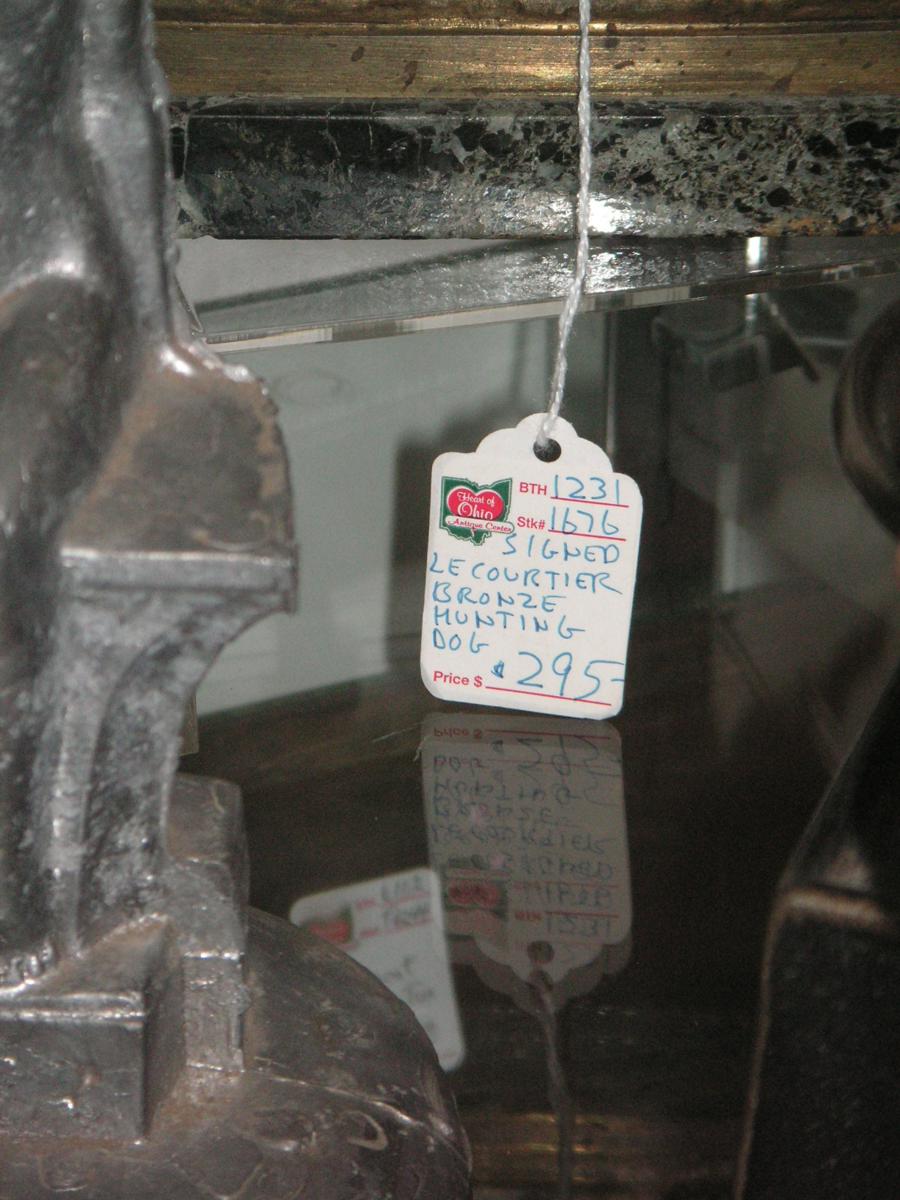 Heart of
Ohio
Antique Center
BTH 1231
Stk# 1676
SIGNED
LECOURTIER
BRONZE
HUNTING
DOG
Price $ $295-